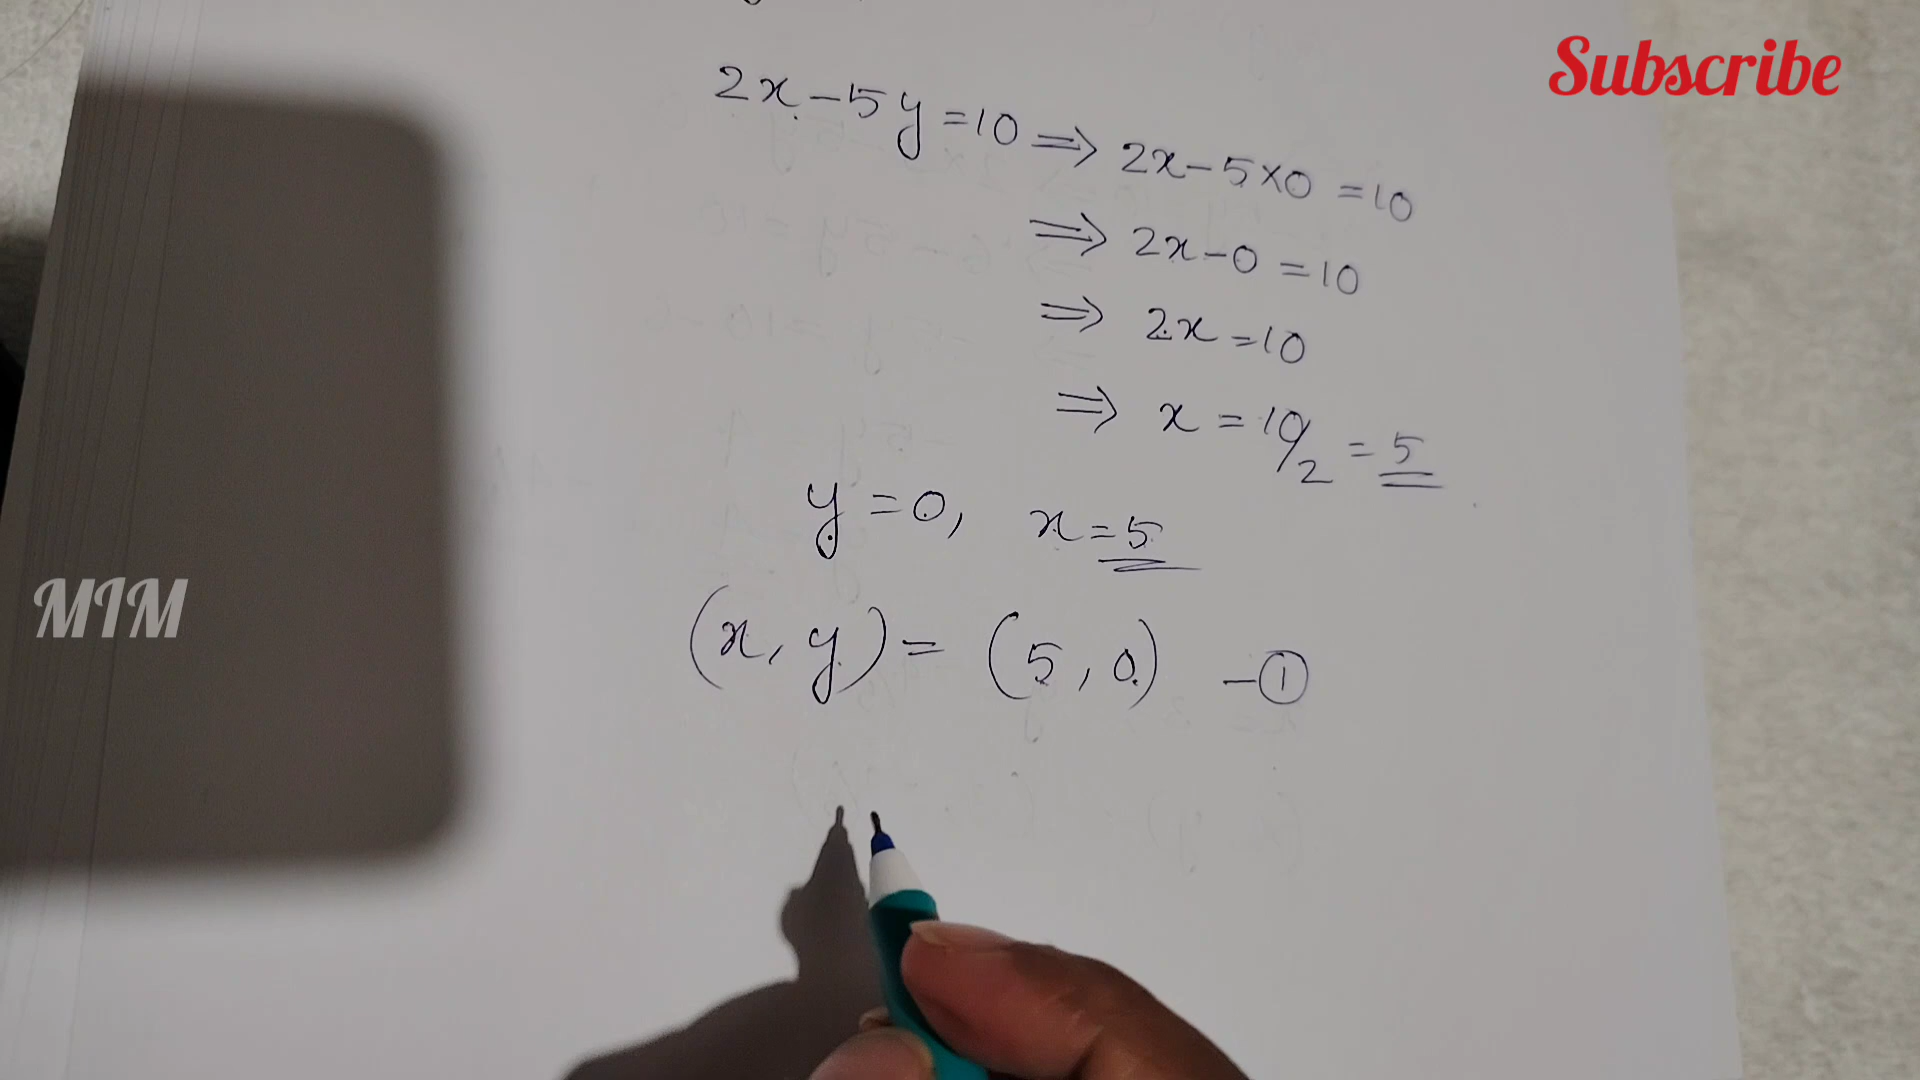 Subscribe
2x-5y=10 ⇒ 2x-5×0=10
⇒ 2x-0=10
⇒ 2x=10
⇒ x=10/2=5
y=0, x=5
(x,y)=(5,0) -①
MIM